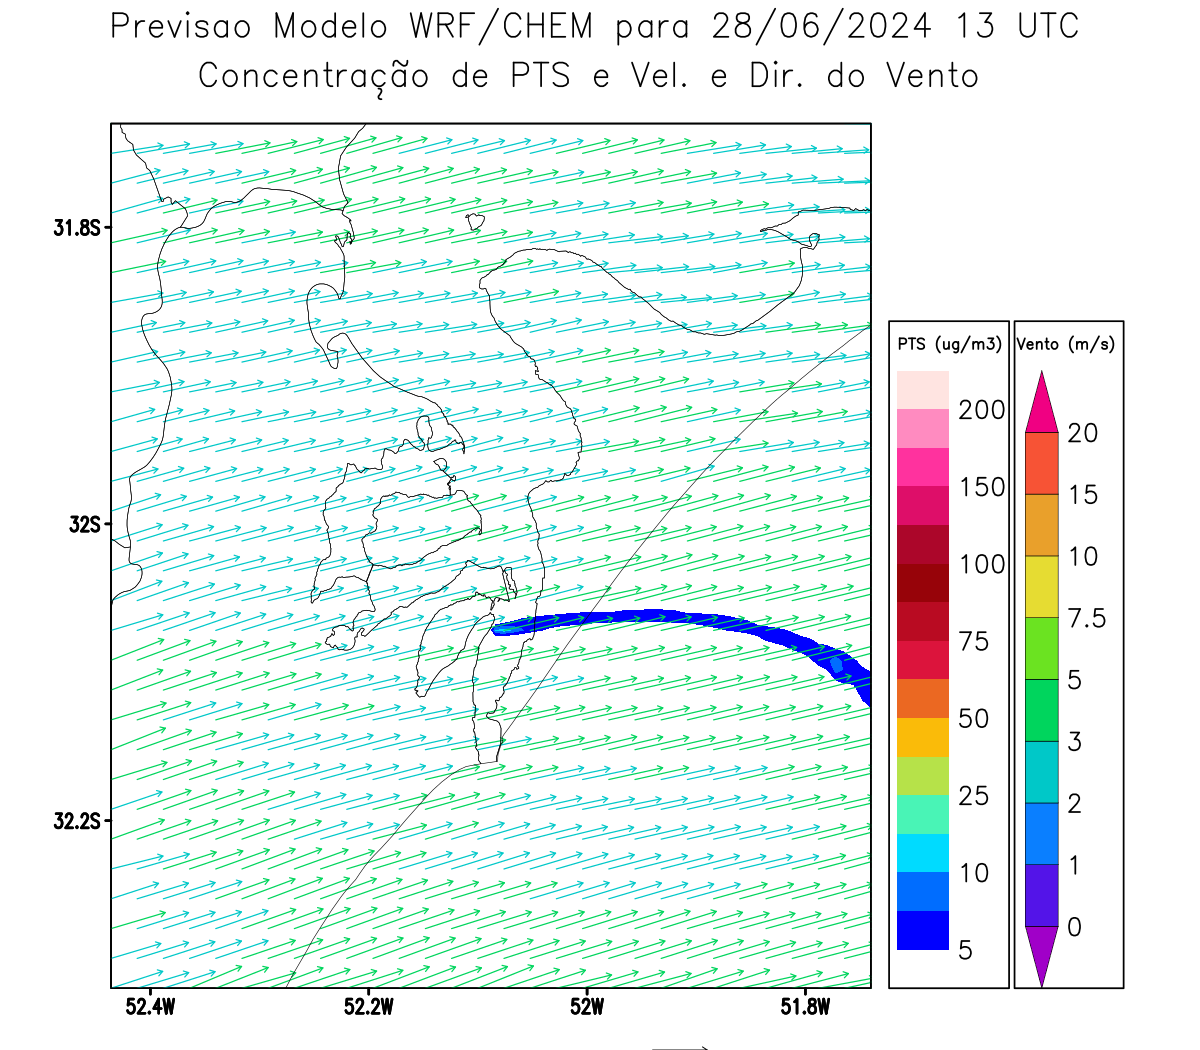 Previsao Modelo WRF/CHEM para 28/06/2024 13 UTC
Concentração de PTS e Vel. e Dir. do Vento
31.8S
32S
32.2S
52.4W
52.2W
52W
51.8W
PTS (ug/m3)
200
150
100
75
50
25
10
5
Vento (m/s)
20
15
10
7.5
5
3
2
1
0